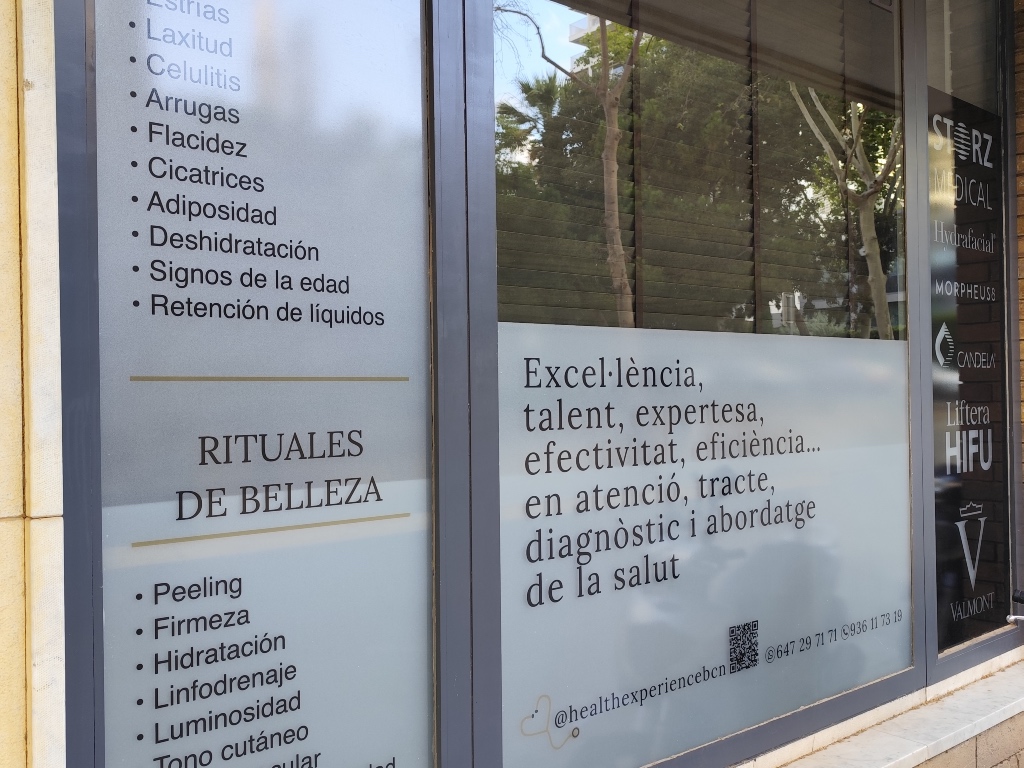 Estrías
• Laxitud
• Celulitis
• Arrugas
• Flacidez
• Cicatrices
• Adiposidad
• Deshidratación
• Signos de la edad
• Retención de líquidos
RITUALES
DE BELLEZA
• Peeling
• Firmeza
• Hidratación
• Linfodrenaje
• Luminosidad
Tono cutáneo
Excel·lència,
talent, expertesa,
efectivitat, eficiència...
en atenció, tracte,
diagnòstic i abordatge
de la salut
@healthexperiencebcn 647 29 71 71 936 11 73 19
STORZ
MEDICAL
Hydrafacial
MORPHEUS8
CANDELA
Liftera
HIFU
V
VALMONT